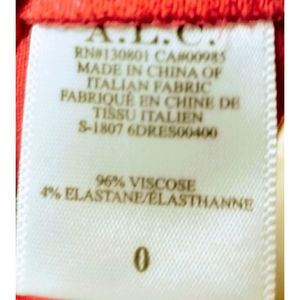 A.L.C.
RN#130801 CA#00985
MADE IN CHINA OF
ITALIAN FABRIC
FABRIQUÉ EN CHINE DE
TISSU ITALIEN
S-1807 6DRES00400
96% VISCOSE
4% ELASTANE/ÉLASTHANNE
0